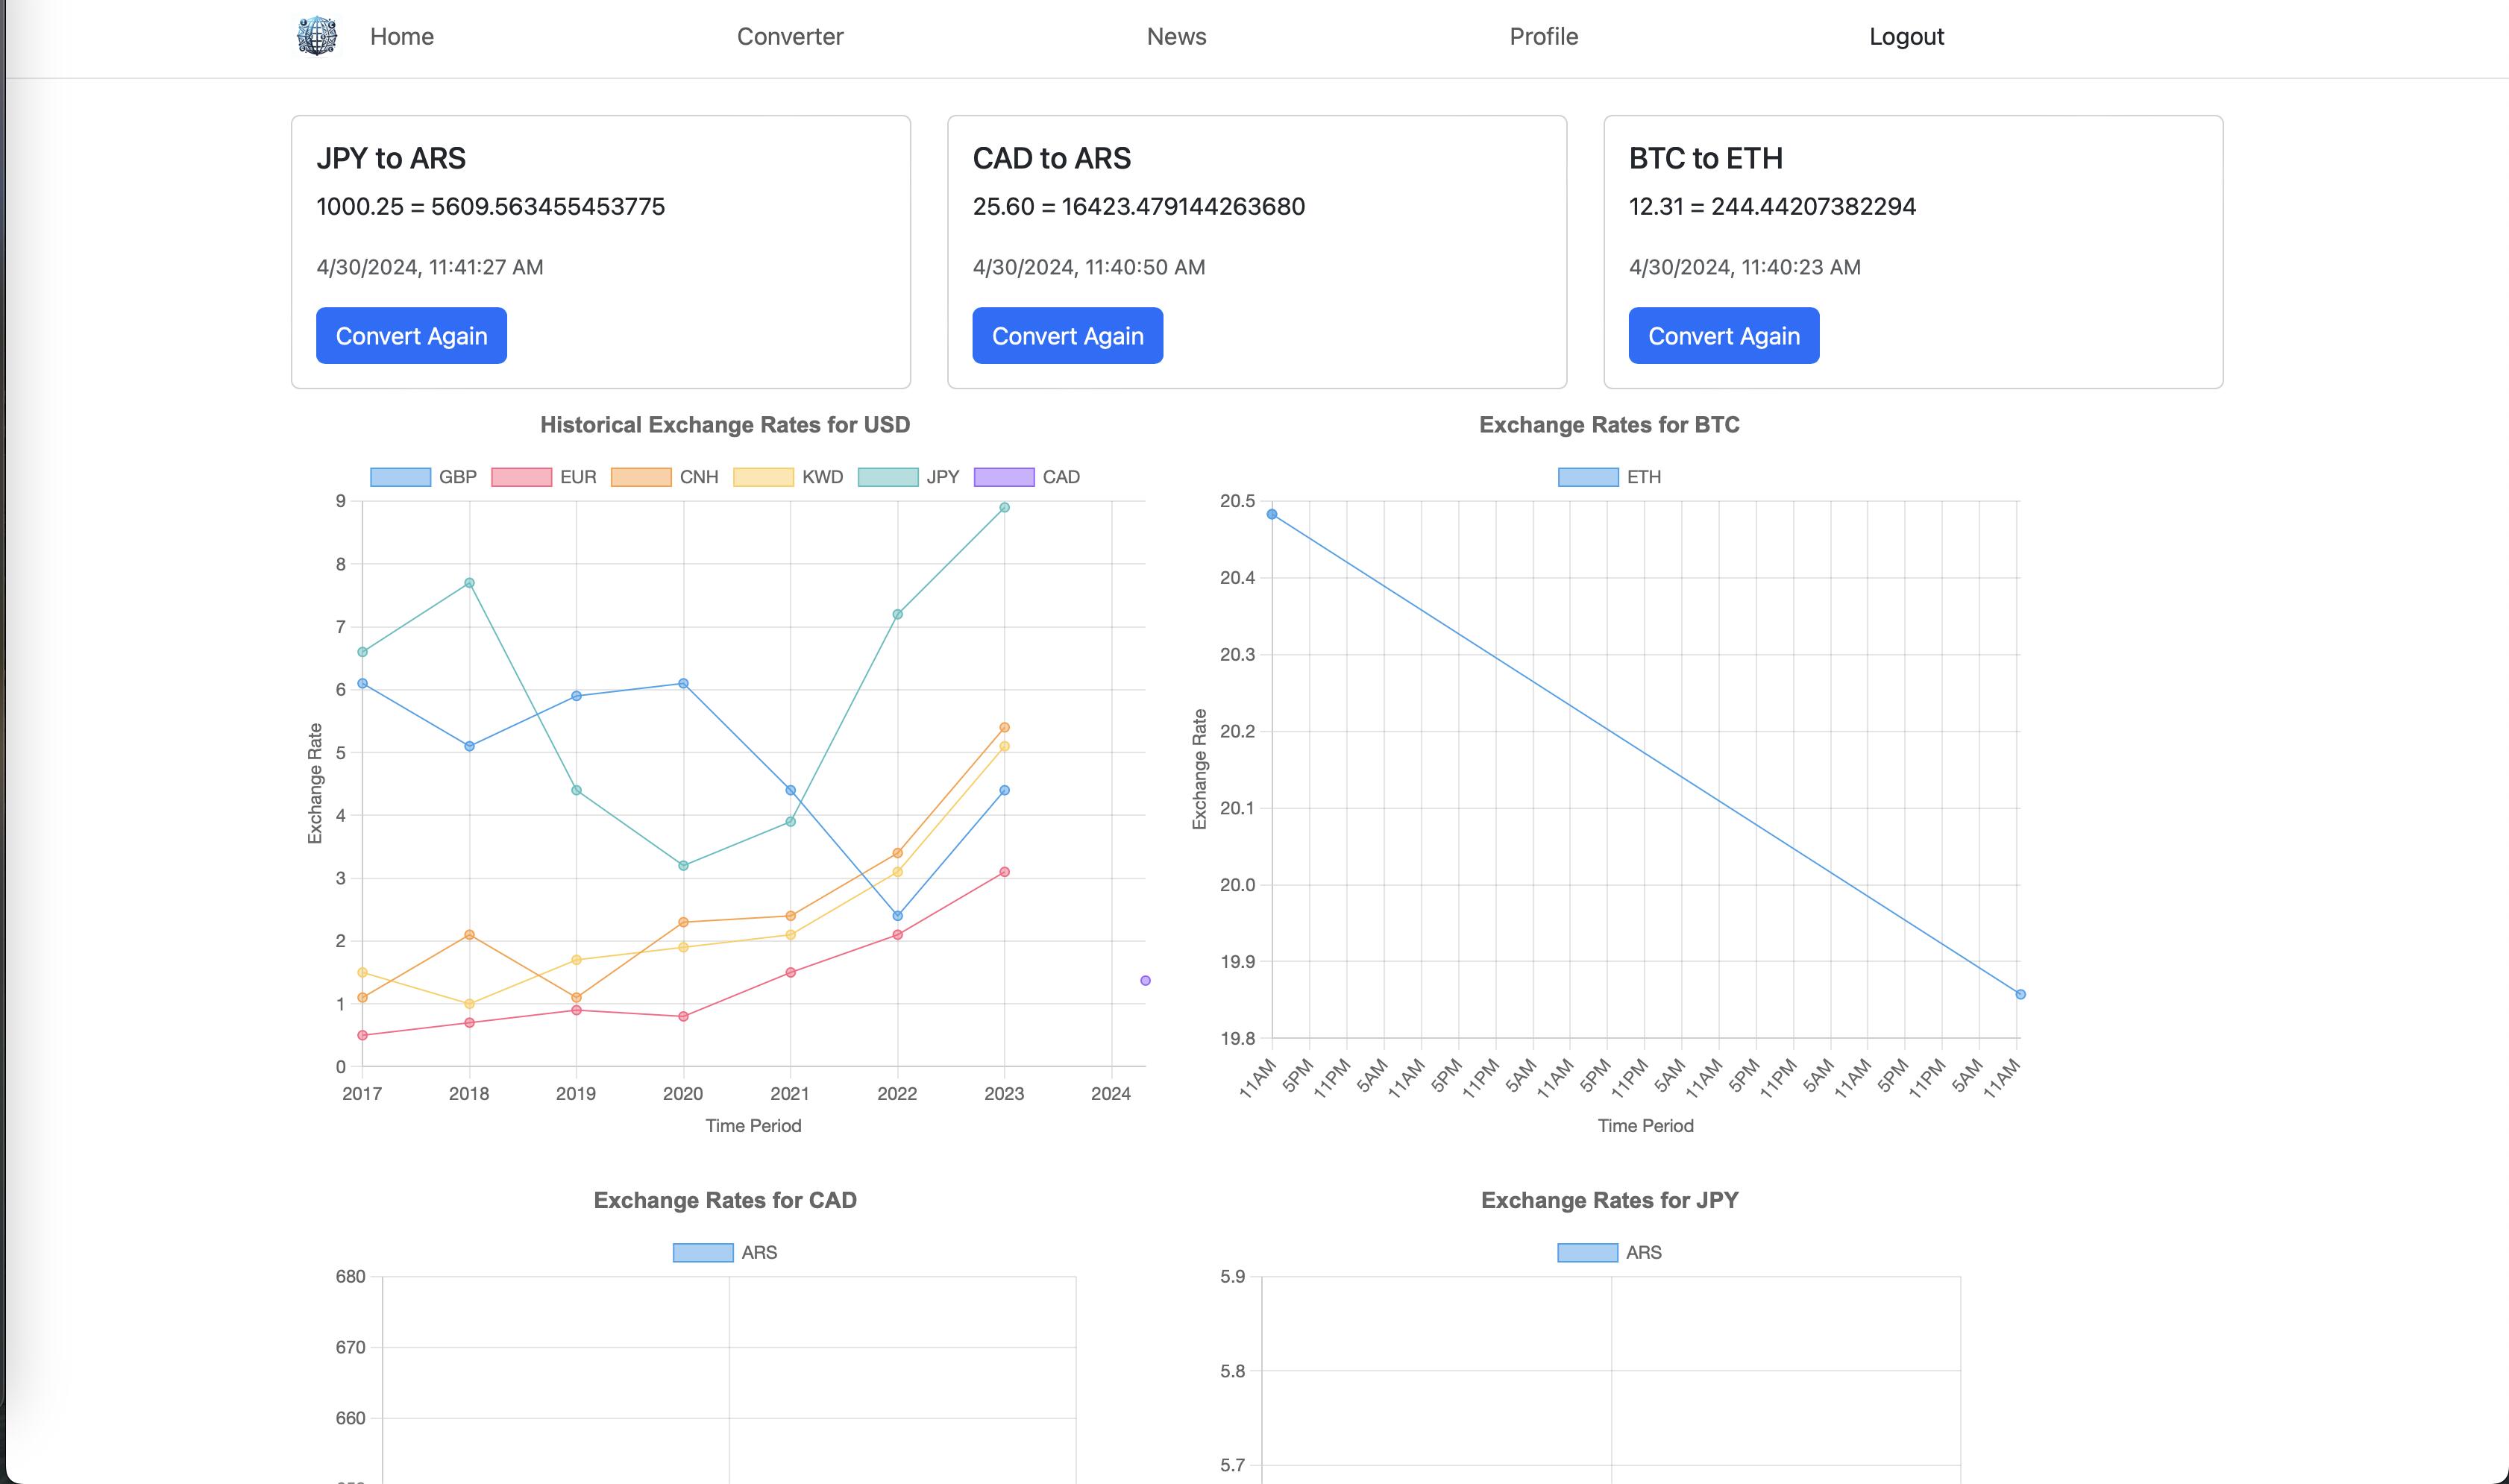 Home Converter News Profile Logout
JPY to ARS
1000.25 = 5609.563455453775
4/30/2024, 11:41:27 AM
Convert Again
CAD to ARS
25.60 = 16423.479144263680
4/30/2024, 11:40:50 AM
Convert Again
BTC to ETH
12.31 = 244.44207382294
4/30/2024, 11:40:23 AM
Convert Again
Historical Exchange Rates for USD
GBP EUR CNH KWD JPY CAD
9
8
7
6
5
4
3
2
1
0
Exchange Rate
2017 2018 2019 2020 2021 2022 2023 2024
Time Period
Exchange Rates for BTC
ETH
20.5
20.4
20.3
20.2
20.1
20.0
19.9
19.8
Exchange Rate
11AM 5PM 11PM 5AM 11AM 5PM 11PM 5AM 11AM 5PM 11PM 5AM 11AM 5PM 11PM 5AM 11AM 5PM 11PM 5AM 11AM
Time Period
Exchange Rates for CAD
ARS
680
670
660
Exchange Rates for JPY
ARS
5.9
5.8
5.7